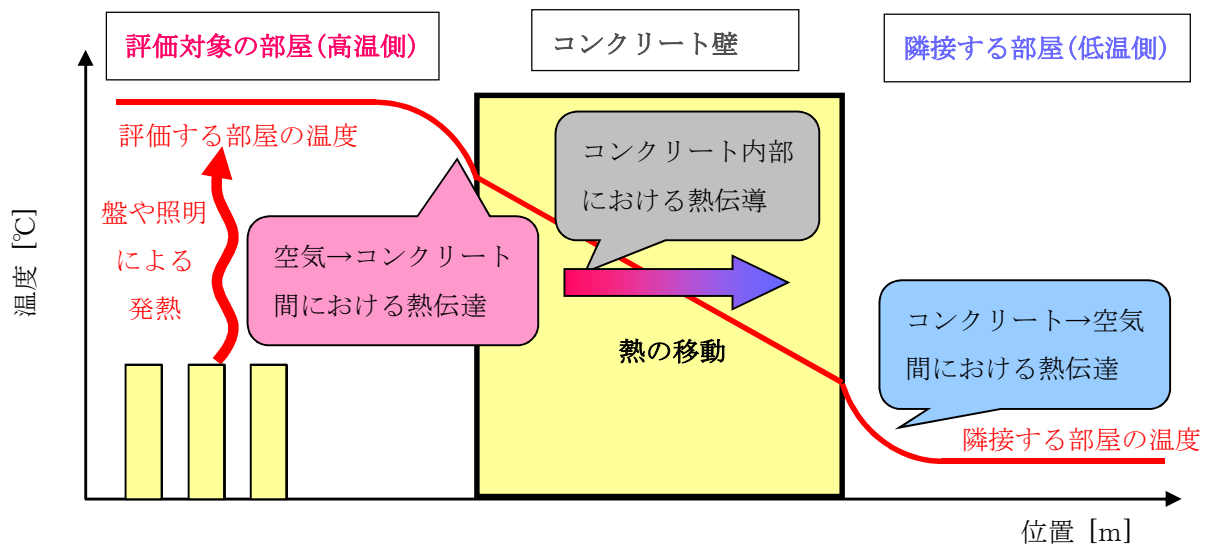 評価対象の部屋(高温側)
コンクリート壁
隣接する部屋(低温側)
評価する部屋の温度
盤や照明
による
発熱
空気→コンクリート
間における熱伝達
コンクリート内部
における熱伝導
熱の移動
コンクリート→空気
間における熱伝達
隣接する部屋の温度
温度 [℃]
位置 [m]